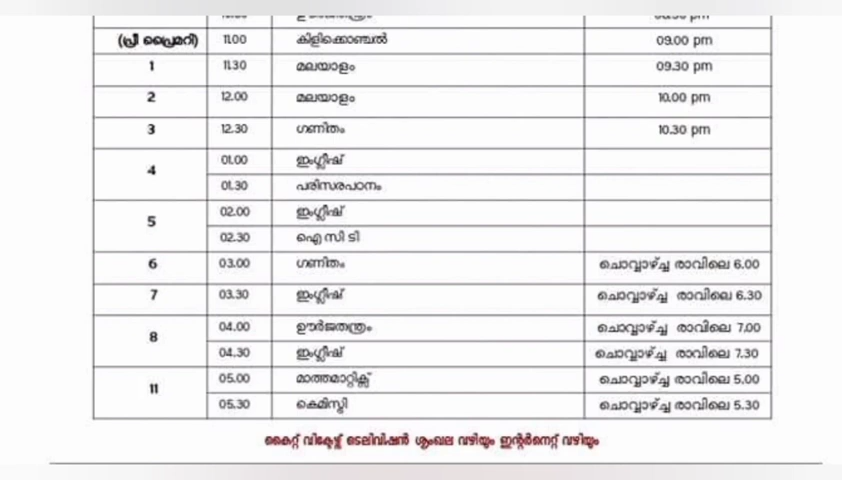 ഊർജതന്ത്രം
(പ്രീ പ്രൈമറി) 11.00 കിളിക്കൊഞ്ചൽ 09.00 pm
1 11.30 മലയാളം 09.30 pm
2 12.00 മലയാളം 10.00 pm
3 12.30 ഗണിതം 10.30 pm
4 01.00 ഇംഗ്ലീഷ്
01.30 പരിസരപഠനം
5 02.00 ഇംഗ്ലീഷ്
02.30 ഐ സി ടി
6 03.00 ഗണിതം ചൊവ്വാഴ്ച്ച രാവിലെ 6.00
7 03.30 ഇംഗ്ലീഷ് ചൊവ്വാഴ്ച്ച രാവിലെ 6.30
8 04.00 ഊർജതന്ത്രം ചൊവ്വാഴ്ച്ച രാവിലെ 7.00
04.30 ഇംഗ്ലീഷ് ചൊവ്വാഴ്ച്ച രാവിലെ 7.30
11 05.00 മാത്തമാറ്റിക്സ് ചൊവ്വാഴ്ച്ച രാവിലെ 5.00
05.30 കെമിസ്ട്രി ചൊവ്വാഴ്ച്ച രാവിലെ 5.30
കൈറ്റ് വിക്ടേഴ്സ് ടെലിവിഷൻ ശൃംഖല വഴിയും ഇന്റർനെറ്റ് വഴിയും